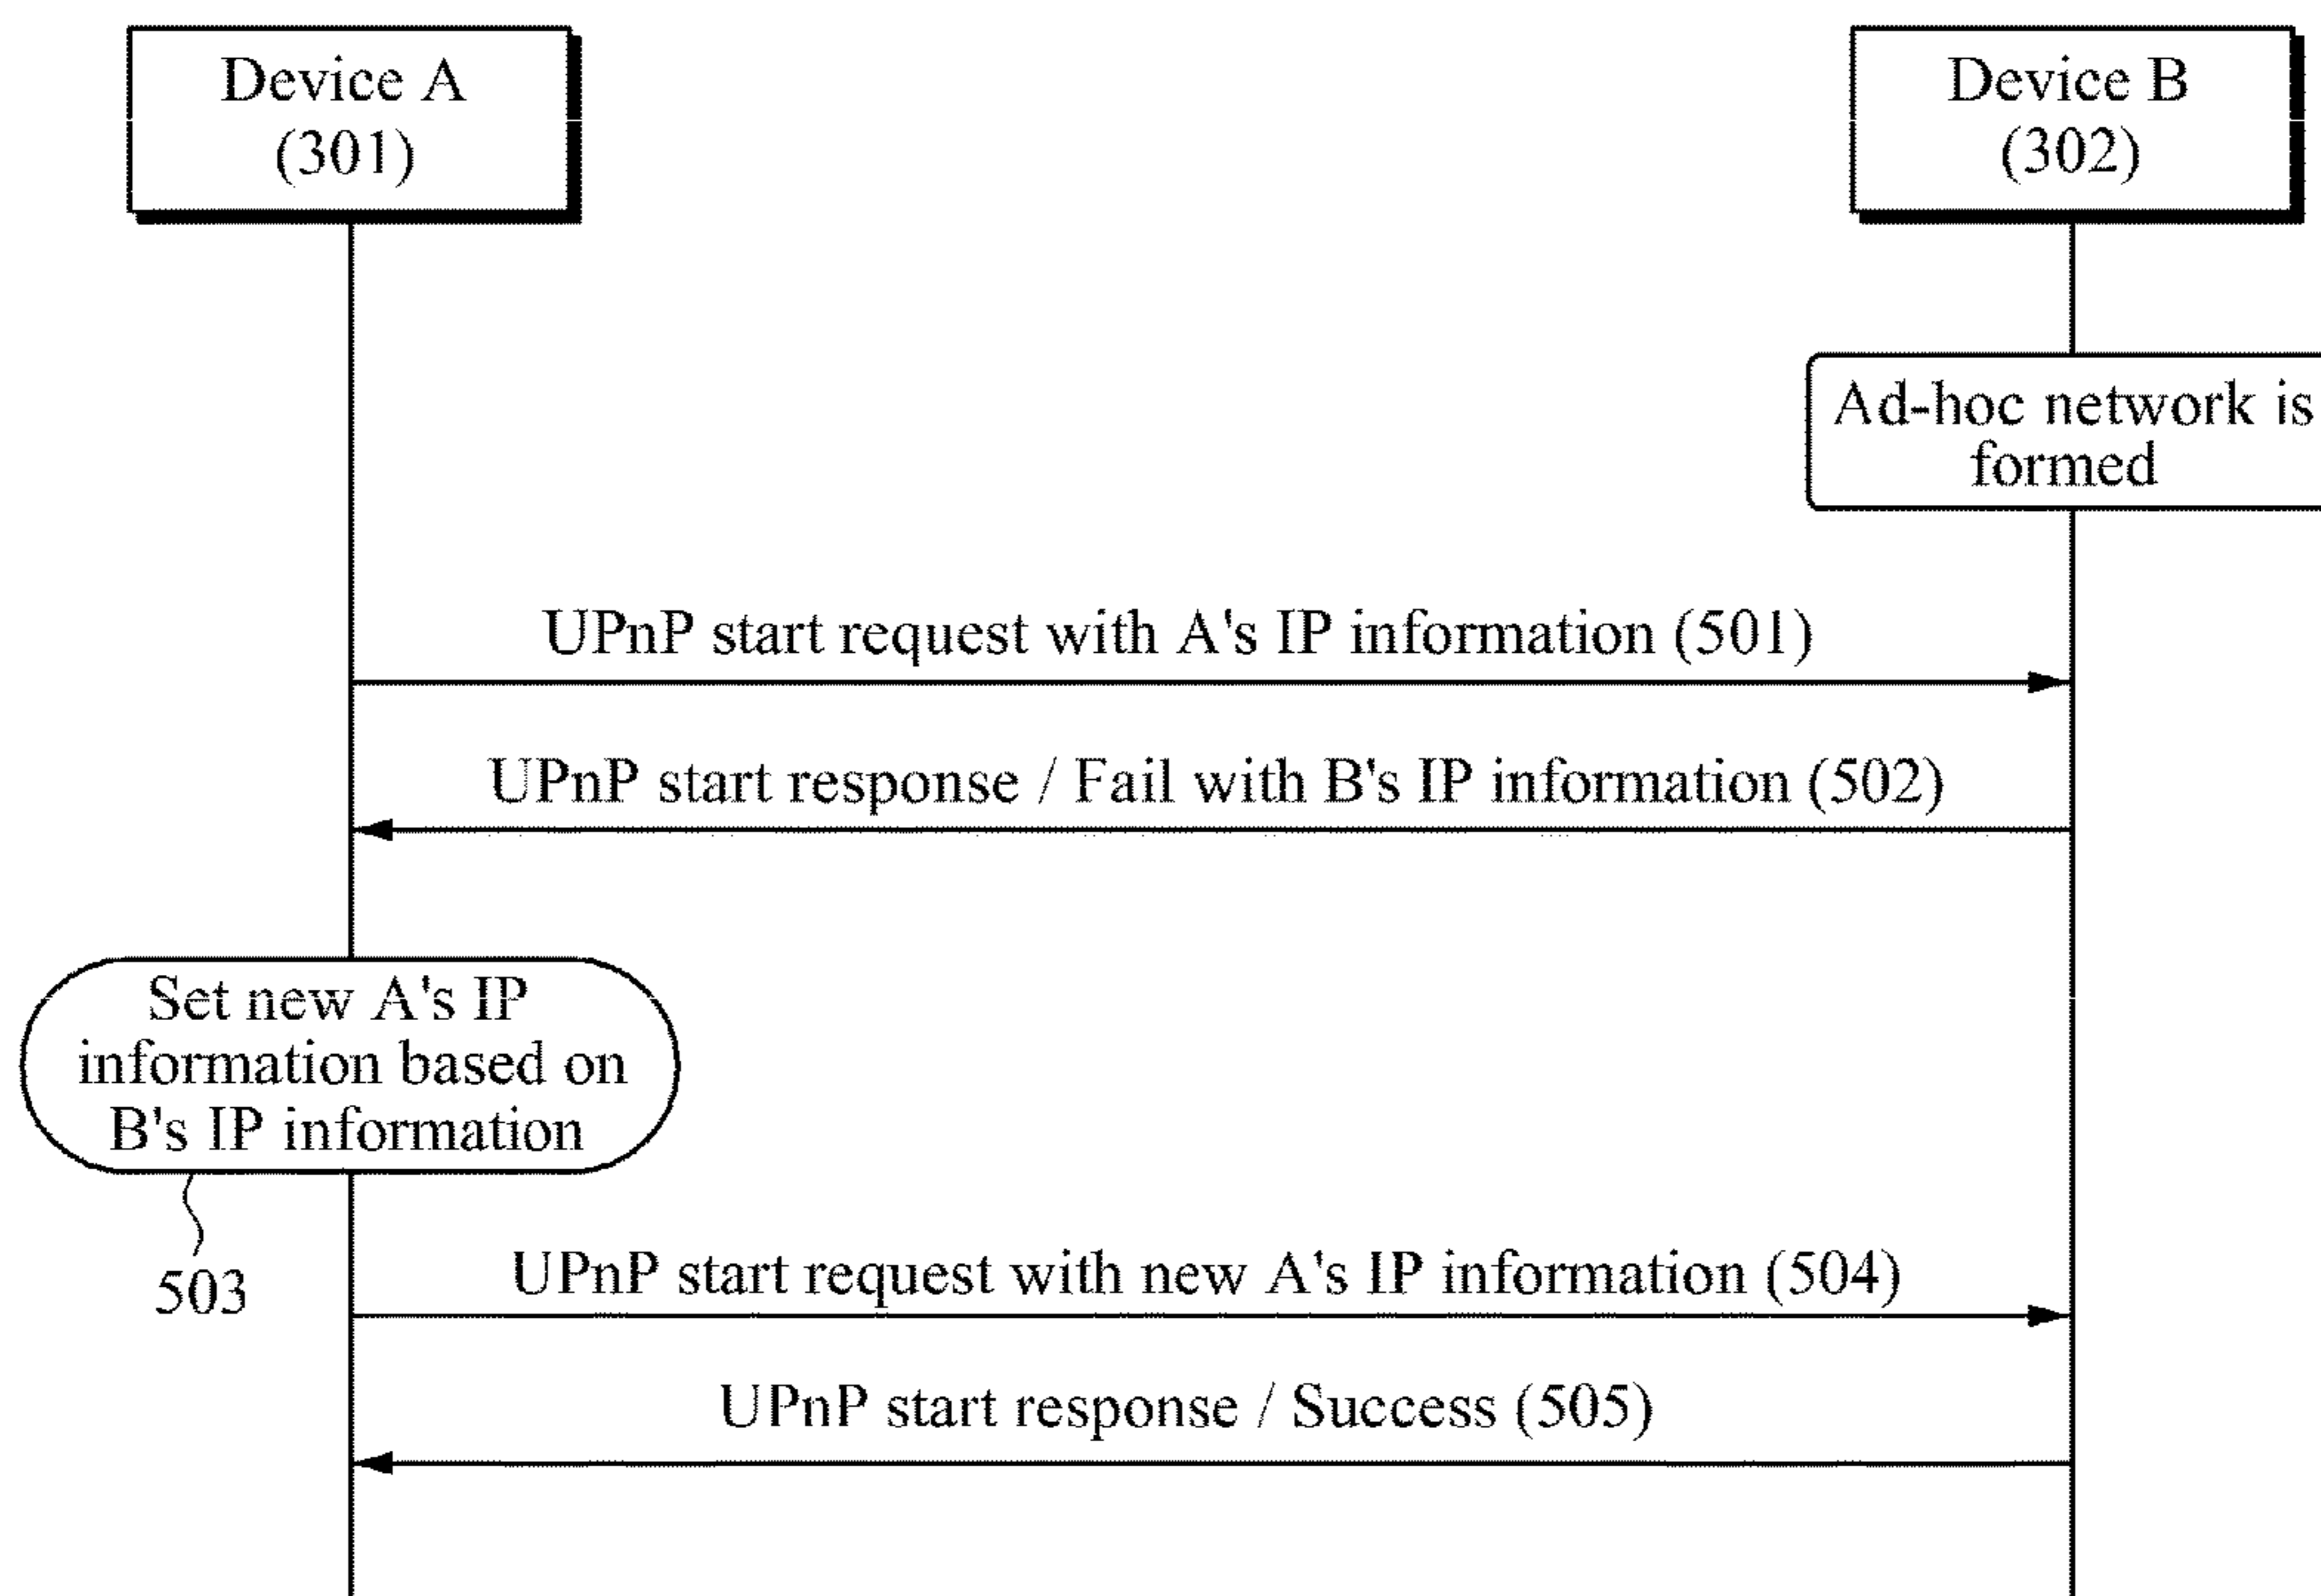 Device A
(301)
Device B
(302)
Ad-hoc network is
formed
UPnP start request with A's IP information (501)
UPnP start response / Fail with B's IP information (502)
Set new A's IP
information based on
B's IP information
503
UPnP start request with new A's IP information (504)
UPnP start response / Success (505)